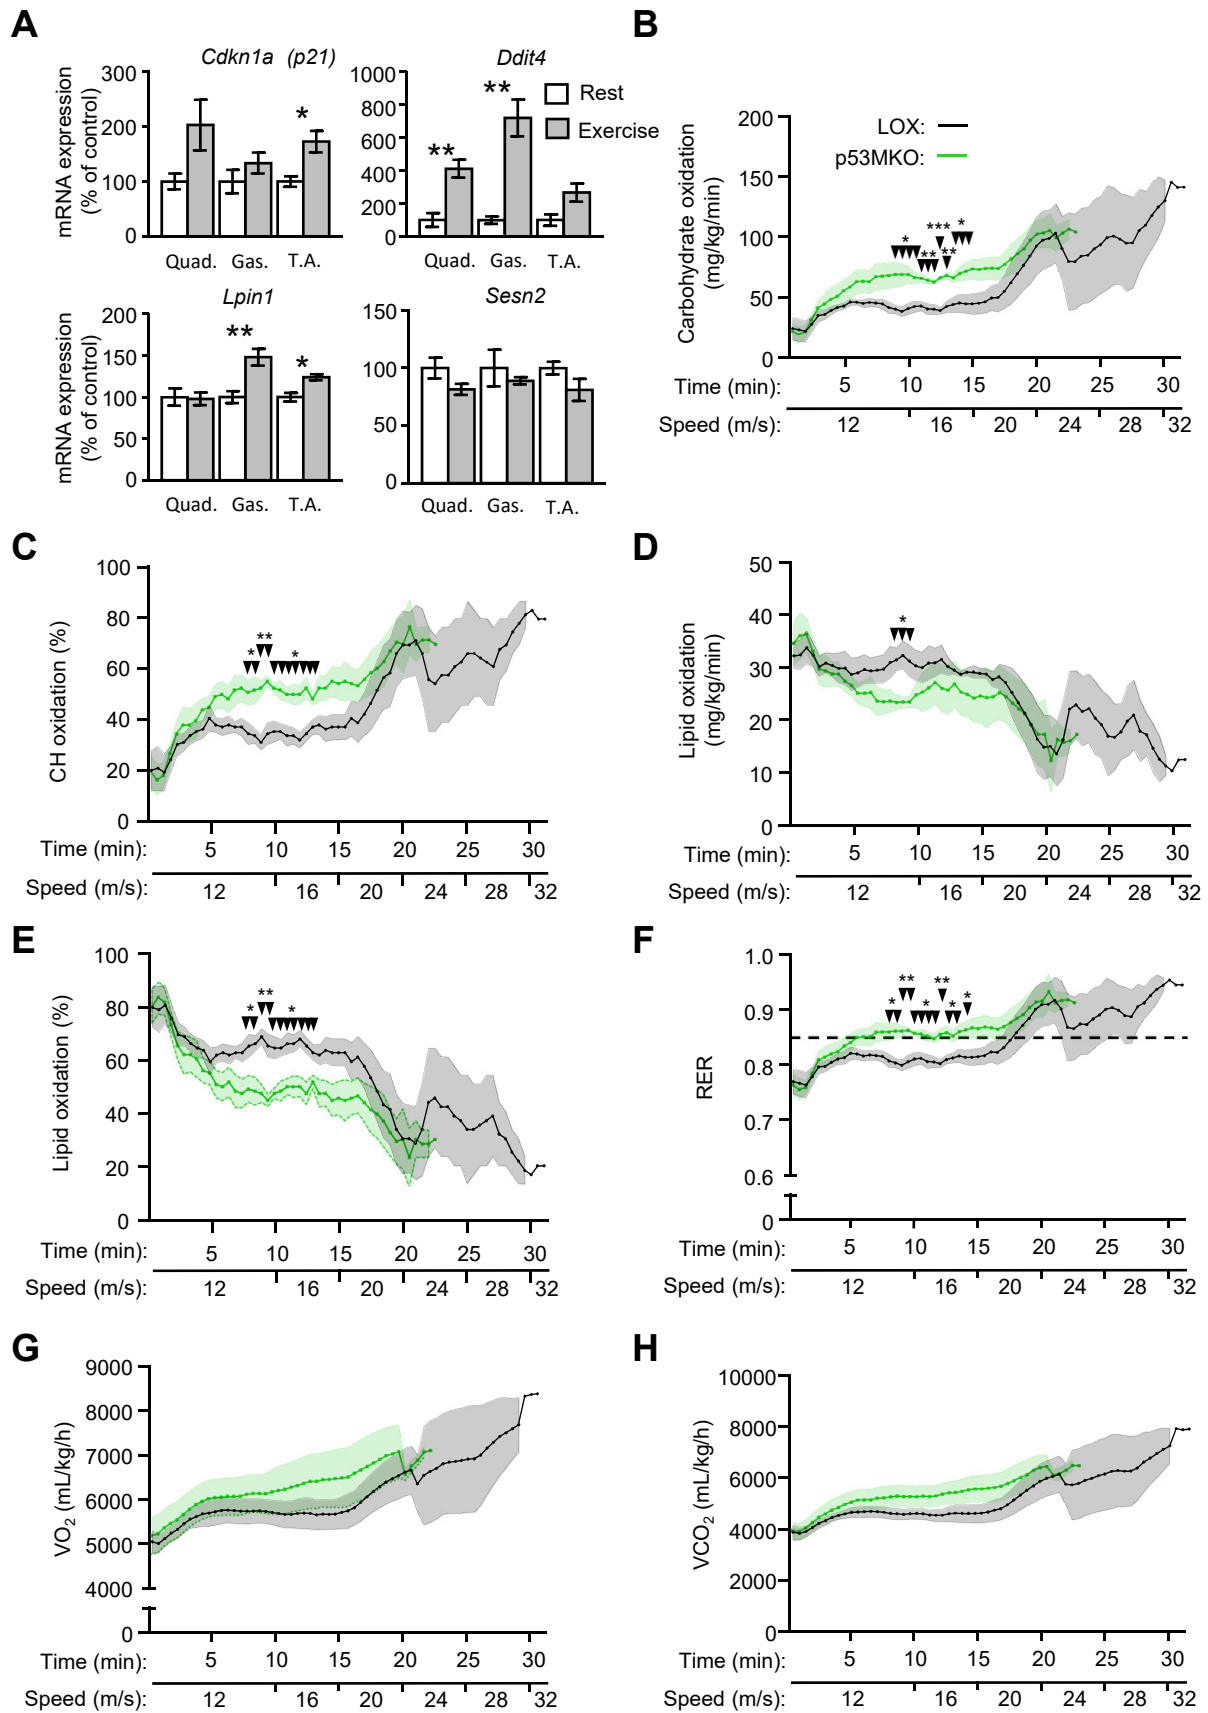 A
B
Cdkn1a (p21)
Ddit4
mRNA expression
(% of control)
300
200
100
0
*
Quad. Gas. T.A.
1000
800
600
400
200
0
**
**
Rest
Exercise
Quad. Gas. T.A.
Lpin1
Sesn2
mRNA expression
(% of control)
200
150
100
50
0
**
*
Quad. Gas. T.A.
150
100
50
0
Quad. Gas. T.A.
Carbohydrate oxidation
(mg/kg/min)
200
150
100
50
0
LOX:
p53MKO:
*
**
***
**
*
Time (min): 5 10 15 20 25 30
Speed (m/s): 12 16 20 24 28 32
C
CH oxidation (%)
100
80
60
40
20
0
*
**
*
Time (min): 5 10 15 20 25 30
Speed (m/s): 12 16 20 24 28 32
D
Lipid oxidation
(mg/kg/min)
50
40
30
20
10
0
*
Time (min): 5 10 15 20 25 30
Speed (m/s): 12 16 20 24 28 32
E
Lipid oxidation (%)
100
80
60
40
20
0
*
**
*
Time (min): 5 10 15 20 25 30
Speed (m/s): 12 16 20 24 28 32
F
RER
1.0
0.9
0.8
0.7
0.6
0
*
**
*
**
*
*
Time (min): 5 10 15 20 25 30
Speed (m/s): 12 16 20 24 28 32
G
VO2 (mL/kg/h)
9000
8000
7000
6000
5000
4000
0
Time (min): 5 10 15 20 25 30
Speed (m/s): 12 16 20 24 28 32
H
VCO2 (mL/kg/h)
10000
8000
6000
4000
2000
0
Time (min): 5 10 15 20 25 30
Speed (m/s): 12 16 20 24 28 32